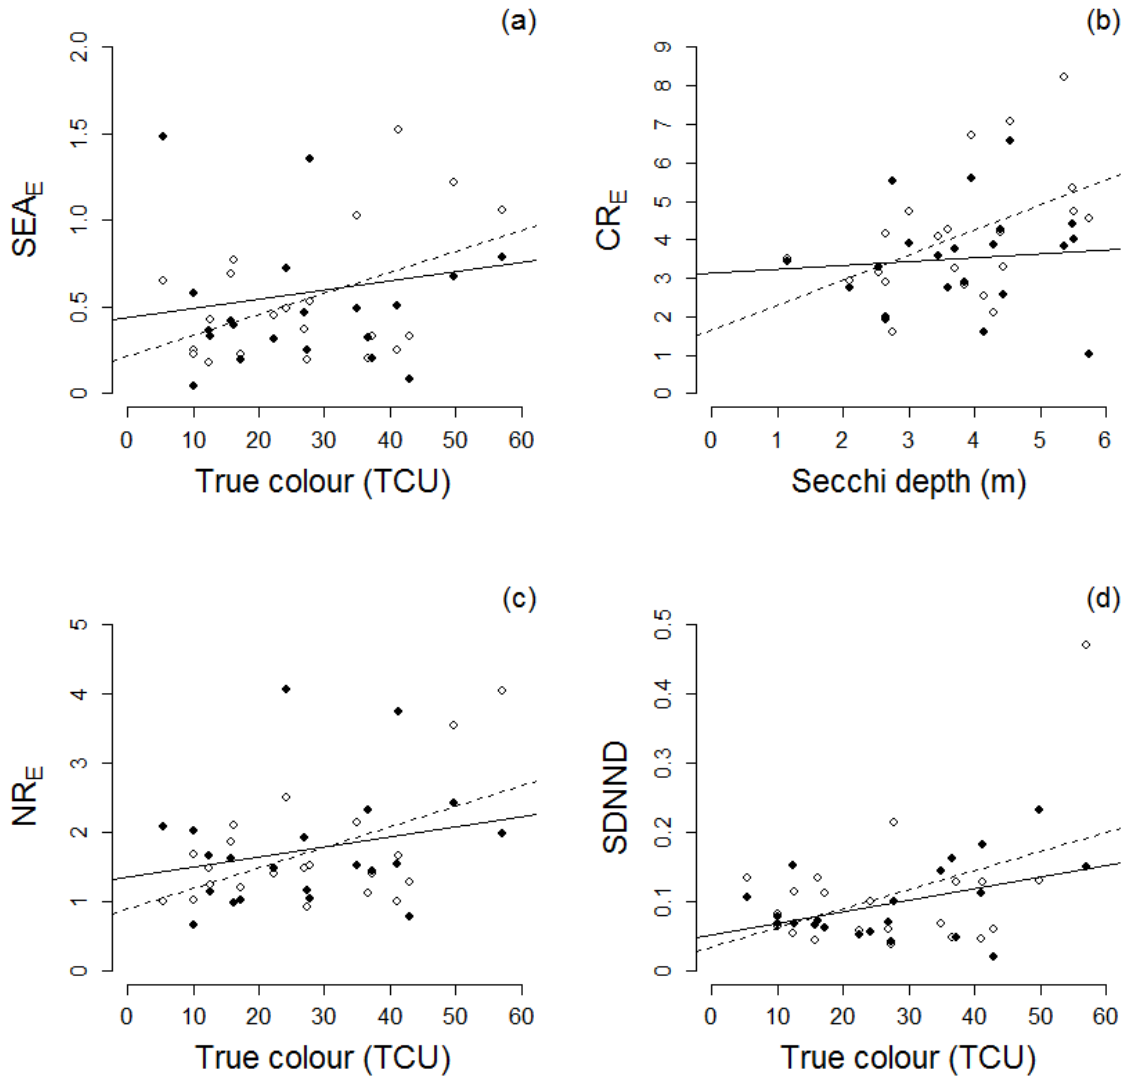 (a)
2.0
1.5
1.0
0.5
0
SEA_E
0 10 20 30 40 50 60
True colour (TCU)
(b)
9
8
7
6
5
4
3
2
1
0
CR_E
0 1 2 3 4 5 6
Secchi depth (m)
(c)
5
4
3
2
1
0
NR_E
0 10 20 30 40 50 60
True colour (TCU)
(d)
0.5
0.4
0.3
0.2
0.1
0
SDNND
0 10 20 30 40 50 60
True colour (TCU)